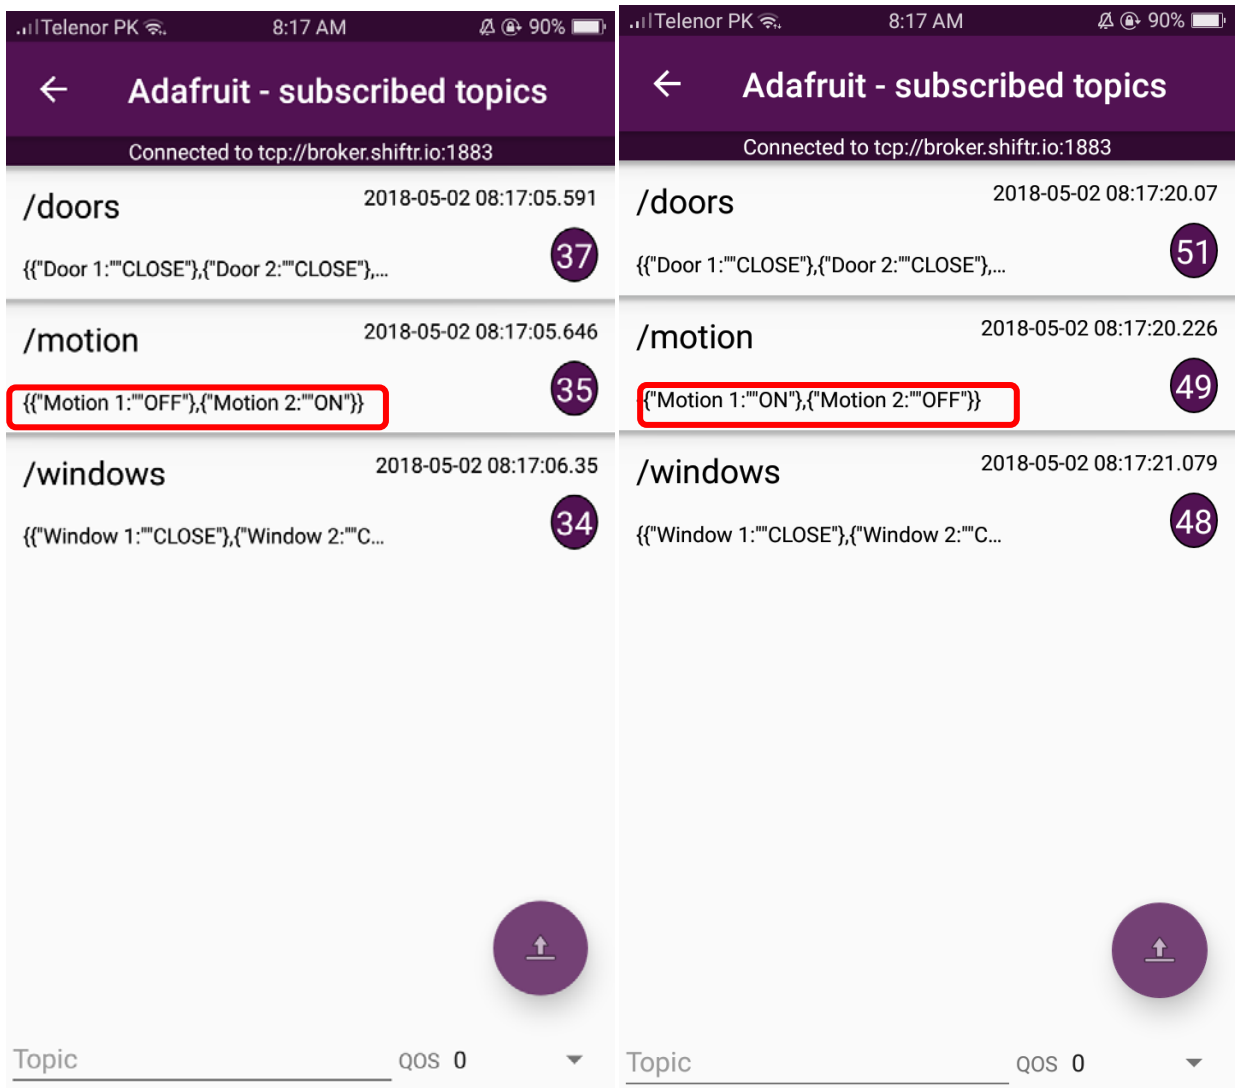 Telenor PK 8:17 AM 90%
Adafruit - subscribed topics
Connected to tcp://broker.shiftr.io:1883
/doors 2018-05-02 08:17:05.591
{{"Door 1:""CLOSE"},{"Door 2:""CLOSE"},... 37
/motion 2018-05-02 08:17:05.646
{{"Motion 1:""OFF"},{"Motion 2:""ON"}} 35
/windows 2018-05-02 08:17:06.35
{{"Window 1:""CLOSE"},{"Window 2:""C... 34
Topic QOS 0
Telenor PK 8:17 AM 90%
Adafruit - subscribed topics
Connected to tcp://broker.shiftr.io:1883
/doors 2018-05-02 08:17:20.07
{{"Door 1:""CLOSE"},{"Door 2:""CLOSE"},... 51
/motion 2018-05-02 08:17:20.226
{{"Motion 1:""ON"},{"Motion 2:""OFF"}} 49
/windows 2018-05-02 08:17:21.079
{{"Window 1:""CLOSE"},{"Window 2:""C... 48
Topic QOS 0